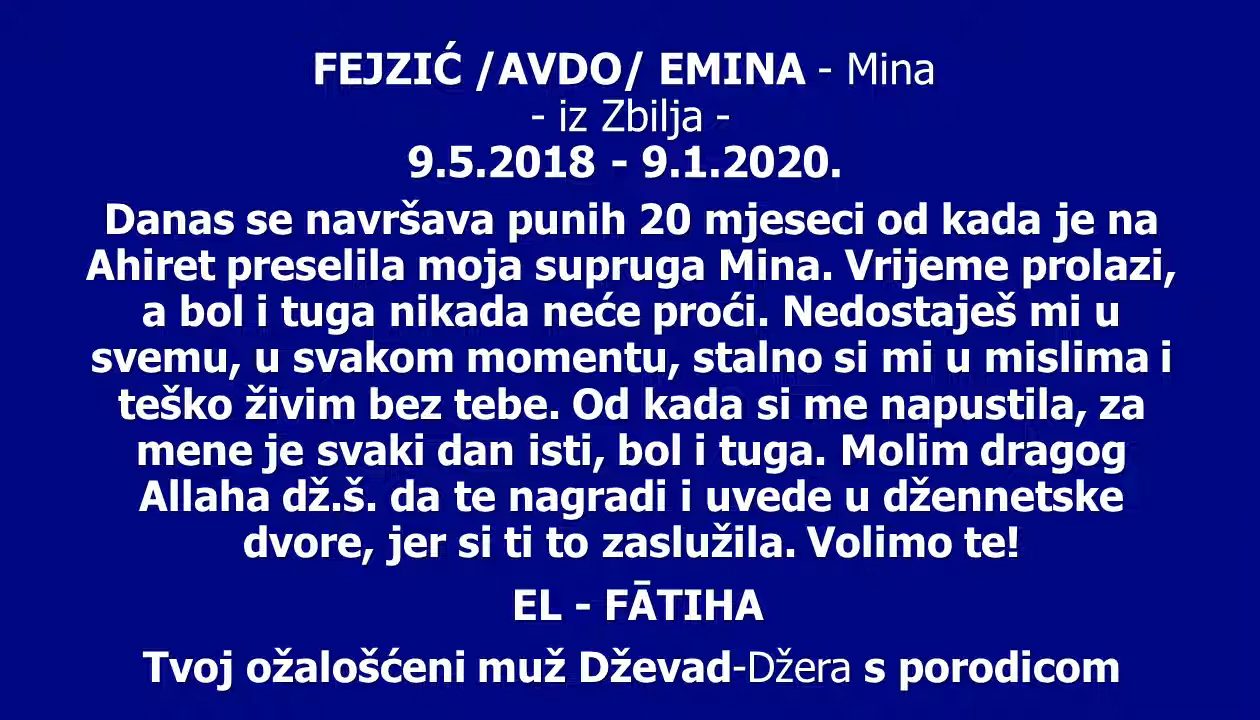 FEJZIĆ /AVDO/ EMINA - Mina
- iz Zbilja -
9.5.2018 - 9.1.2020.
Danas se navršava punih 20 mjeseci od kada je na
Ahiret preselila moja supruga Mina. Vrijeme prolazi,
a bol i tuga nikada neće proći. Nedostaješ mi u
svemu, u svakom momentu, stalno si mi u mislima i
teško živim bez tebe. Od kada si me napustila, za
mene je svaki dan isti, bol i tuga. Molim dragog
Allaha dž.š. da te nagradi i uvede u džennetske
dvore, jer si ti to zaslužila. Volimo te!
EL - FĀTIHA
Tvoj ožalošćeni muž Dževad-Džera s porodicom